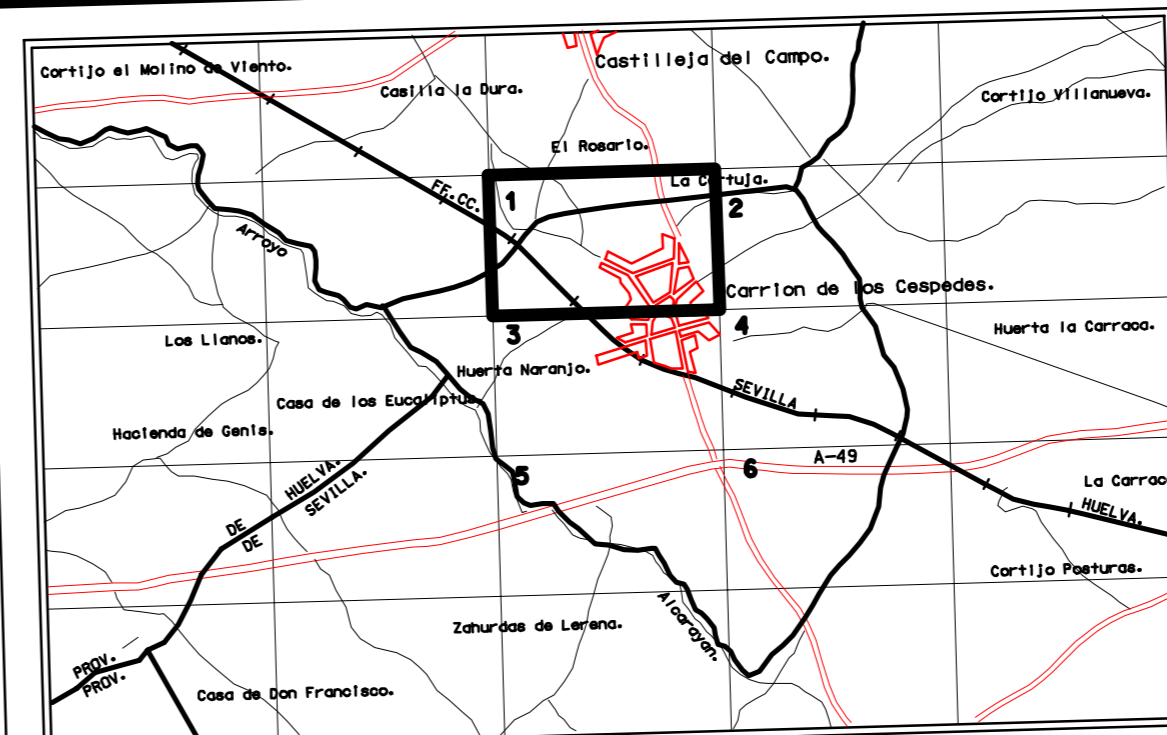 Castilleja del Campo.
Cortijo el Molino de Viento.
Casilla la Dura.
Cortijo Villanueva.
El Rosario.
La Cartuja.
FF.CC.
1
2
Arroyo
Carrion de los Cespedes.
3
4
Huerta la Carraca.
Los Llanos.
Huerta Naranjo.
SEVILLA
Casa de los Eucaliptus.
Hacienda de Genis.
A-49
5
6
HUELVA.
SEVILLA.
La Carrac
HUELVA.
DE
DE
Cortijo Posturas.
Alcarayan.
Zahurdas de Lerena.
PROV.
PROV.
Casa de Don Francisco.